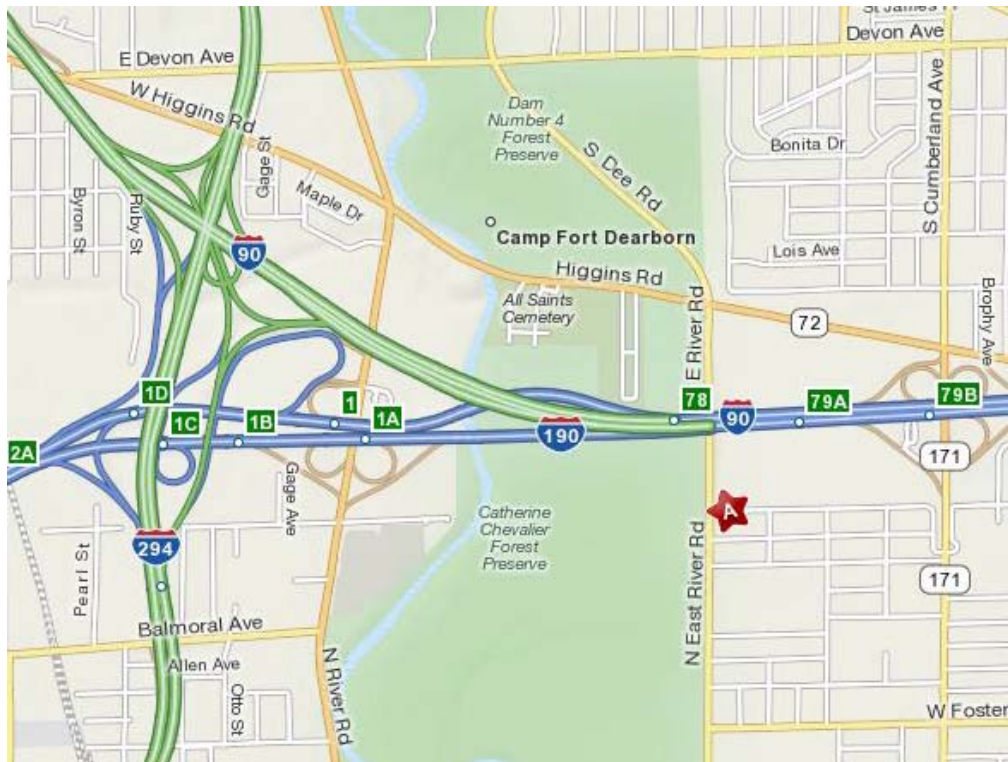 St James Pl
Devon Ave
E Devon Ave
W Higgins Rd
S Cumberland Ave
Dam
Number 4
Forest
Preserve
Bonita Dr
Gage St
S Dee Rd
Maple Dr
Byron St
Ruby St
Camp Fort Dearborn
90
Lois Ave
Higgins Rd
All Saints
Cemetery
E River Rd
Brophy Ave
72
1D
1
78
79A
79B
1C
1B
1A
190
90
2A
171
Gage Ave
Catherine
Chevalier
Forest
Preserve
A
294
Pearl St
N East River Rd
171
Balmoral Ave
Allen Ave
Otto St
N River Rd
W Foster